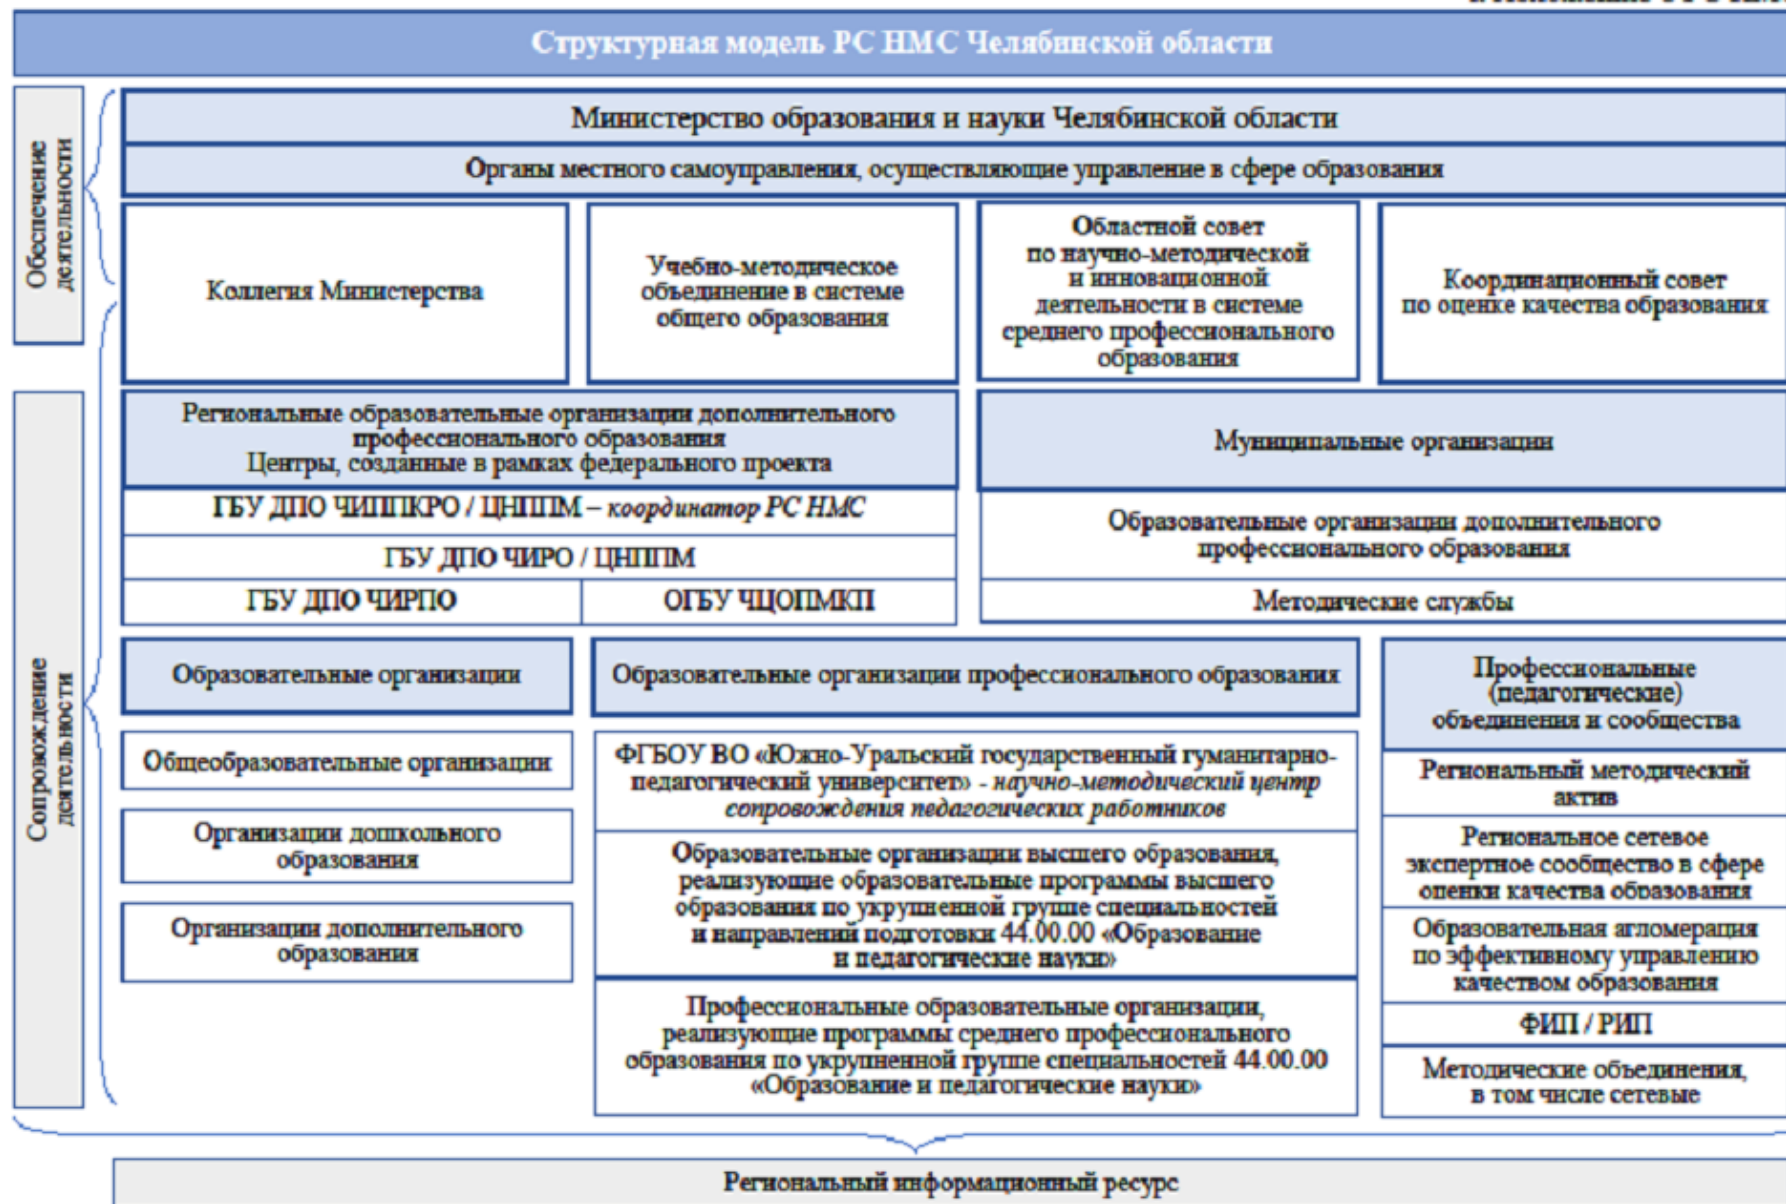 Структурная модель РС НМС Челябинской области
Обеспечение
деятельности
Министерство образования и науки Челябинской области
Органы местного самоуправления, осуществляющие управление в сфере образования
Коллегия Министерства
Учебно-методическое
объединение в системе
общего образования
Областной совет
по научно-методической
и инновационной
деятельности в системе
среднего профессионального
образования
Координационный совет
по оценке качества образования
Сопровождение
деятельности
Региональные образовательные организации дополнительного
профессионального образования
Центры, созданные в рамках федерального проекта
ГБУ ДПО ЧИППКРО / ЦНППМ – координатор РС НМС
ГБУ ДПО ЧИРО / ЦНППМ
ГБУ ДПО ЧИРПО
ОГБУ ЧЦОПМКП
Муниципальные организации
Образовательные организации дополнительного
профессионального образования
Методические службы
Образовательные организации
Общеобразовательные организации
Организации дошкольного
образования
Организации дополнительного
образования
Образовательные организации профессионального образования
ФГБОУ ВО «Южно-Уральский государственный гуманитарно-
педагогический университет» - научно-методический центр
сопровождения педагогических работников
Образовательные организации высшего образования,
реализующие образовательные программы высшего
образования по укрупненной группе специальностей
и направлений подготовки 44.00.00 «Образование
и педагогические науки»
Профессиональные образовательные организации,
реализующие программы среднего профессионального
образования по укрупненной группе специальностей 44.00.00
«Образование и педагогические науки»
Профессиональные
(педагогические)
объединения и сообщества
Региональный методический
актив
Региональное сетевое
экспертное сообщество в сфере
оценки качества образования
Образовательная агломерация
по эффективному управлению
качеством образования
ФИП / РИП
Методические объединения,
в том числе сетевые
Региональный информационный ресурс